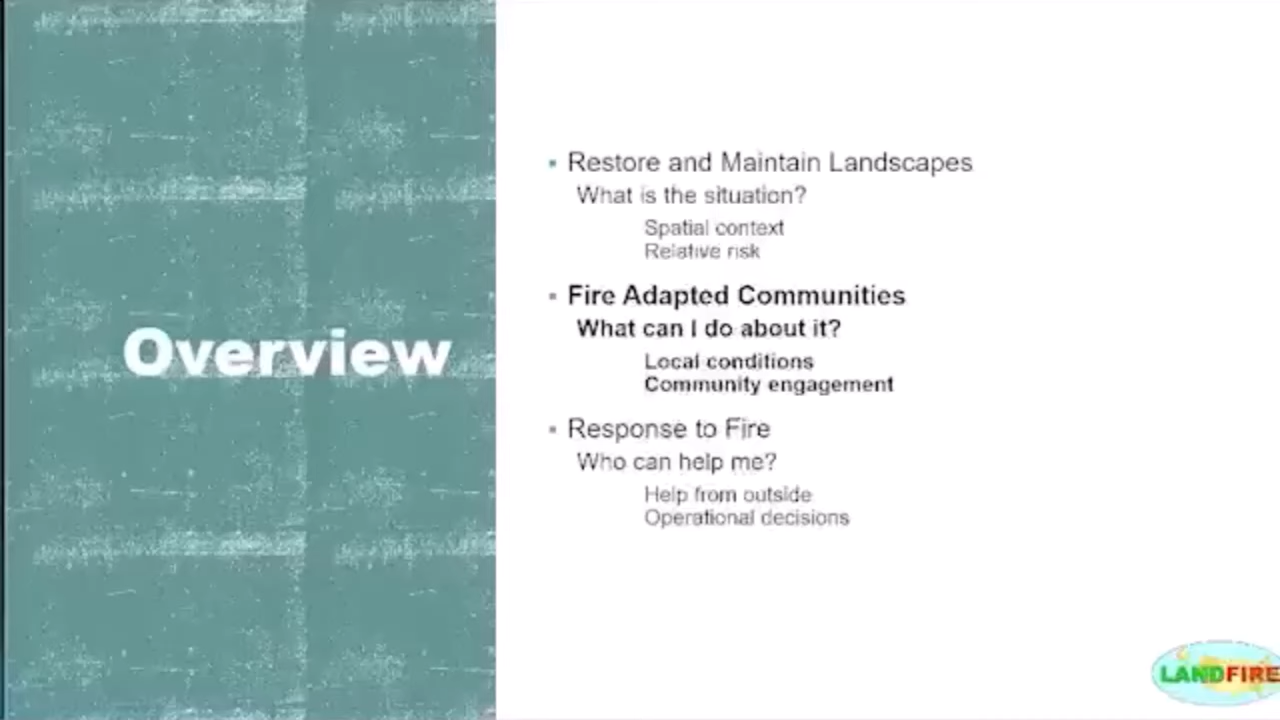 Overview
Restore and Maintain Landscapes
What is the situation?
Spatial context
Relative risk
Fire Adapted Communities
What can I do about it?
Local conditions
Community engagement
Response to Fire
Who can help me?
Help from outside
Operational decisions
LANDFIRE